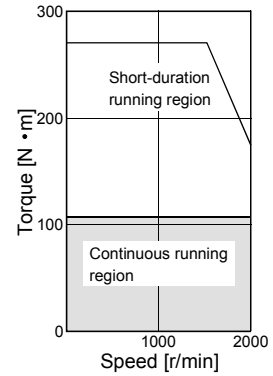 300
Short-duration
running region
200
Torque [N •m]
100
Continuous running
region
0
1000
2000
Speed [r/min]